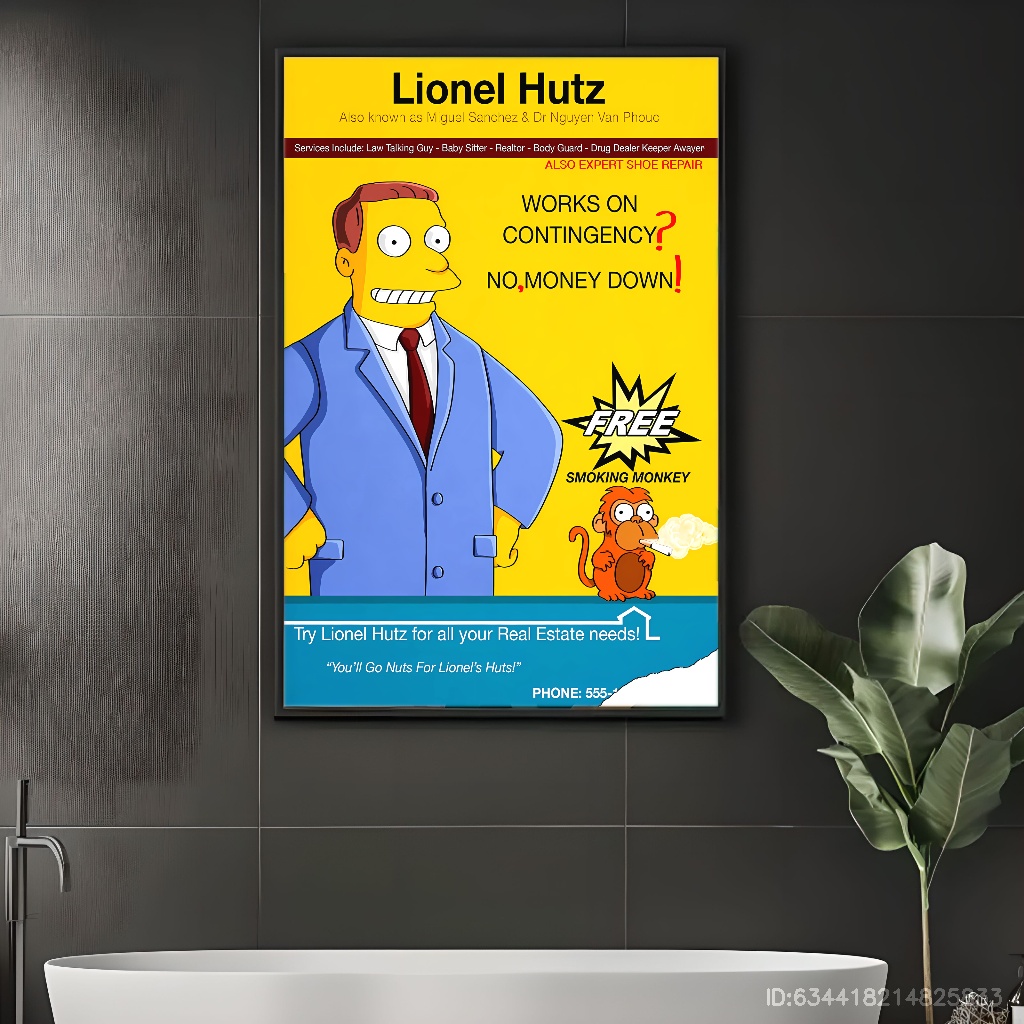 Lionel Hutz
Also known as Miguel Sanchez & Dr Nguyen Van Phouc
Services Include: Law Talking Guy - Baby Sitter - Realtor - Body Guard - Drug Dealer Keeper Awayer
ALSO EXPERT SHOE REPAIR
WORKS ON
CONTINGENCY?
NO,MONEY DOWN!
FREE
SMOKING MONKEY
Try Lionel Hutz for all your Real Estate needs!
“You’ll Go Nuts For Lionel’s Huts!”
PHONE: 555-
ID:634418214825933